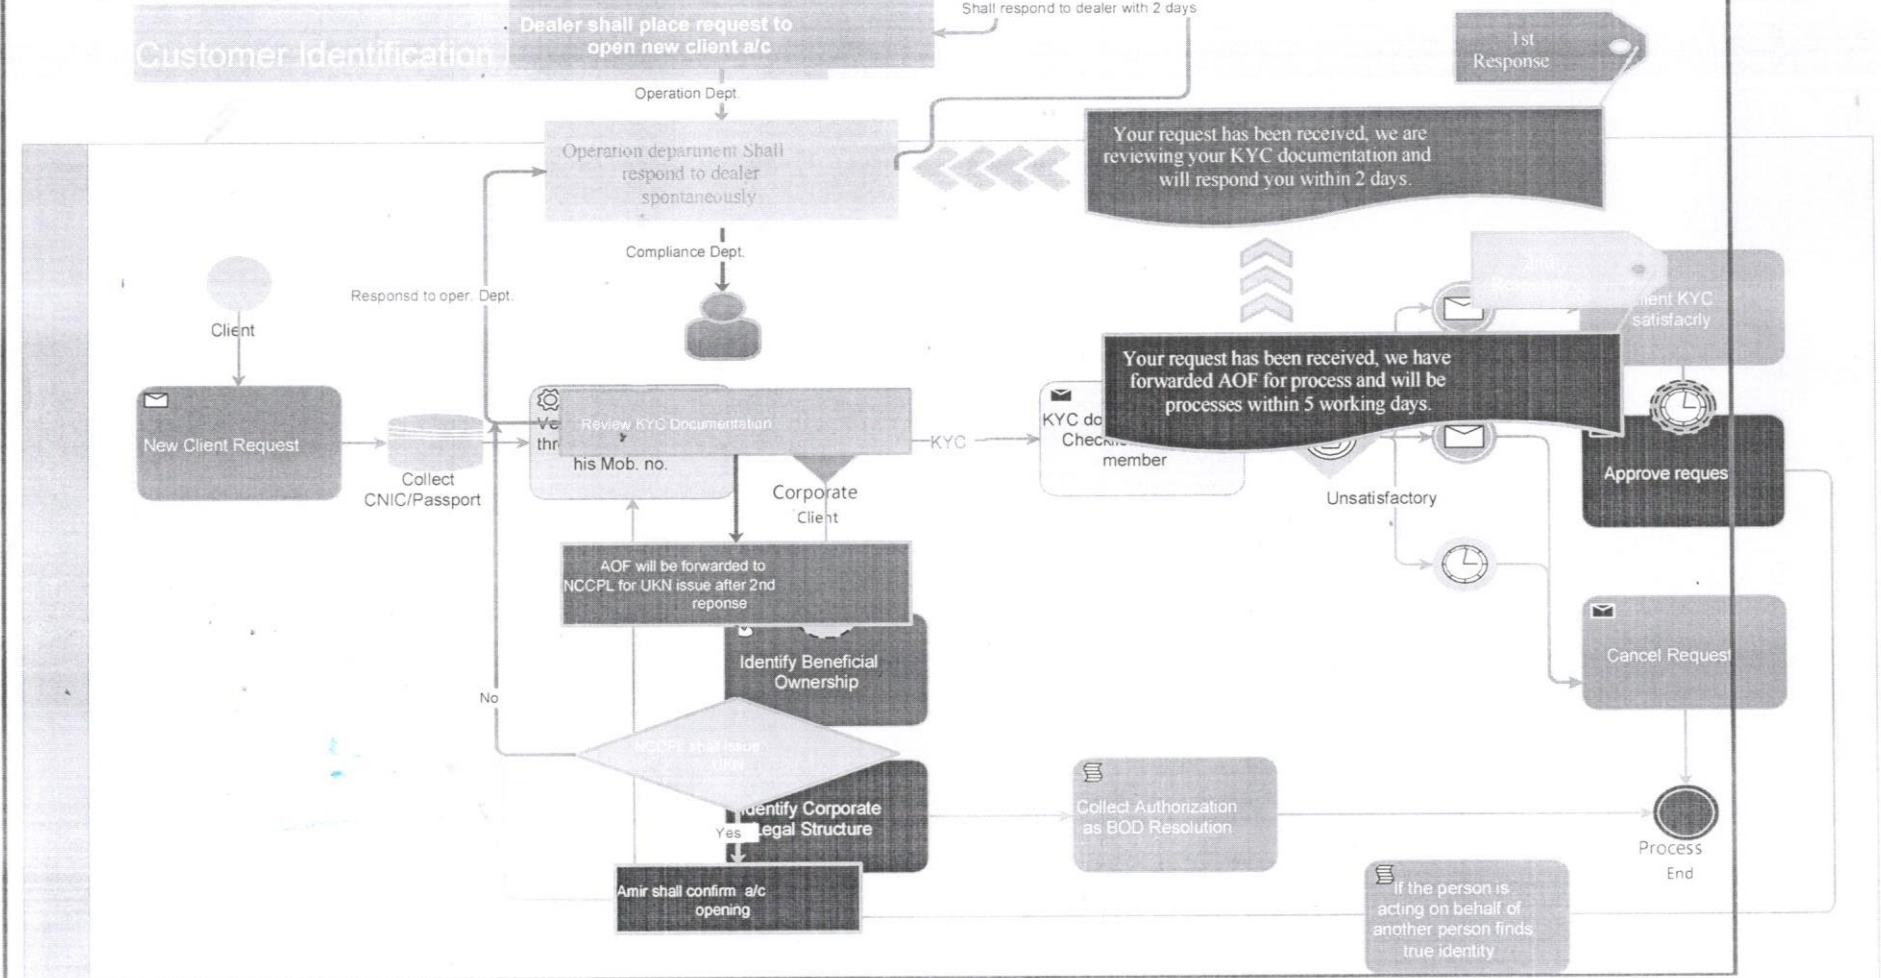 Shall respond to dealer with 2 days
Dealer shall place request to
open new client a/c
Customer Identification
1st
Response
Operation Dept.
Your request has been received, we are
reviewing your KYC documentation and
will respond you within 2 days.
Operation department Shall
respond to dealer
spontaneously
Compliance Dept.
Responsd to oper. Dept.
Client
KYC
satisfacrly
Your request has been received, we have
forwarded AOF for process and will be
processes within 5 working days.
New Client Request
Collect
CNIC/Passport
Review KYC Documentation
his Mob. no.
KYC
KYC
member
Corporate
Client
Unsatisfactory
Approve reques
AOF will be forwarded to
NCCPL for UKN issue after 2nd
reponse
Identify Beneficial
Ownership
Cancel Request
No
NCCPL shall issue
UKN
Identify Corporate
Legal Structure
Yes
Collect Authorization
as BOD Resolution
Process
End
Amir shall confirm a/c
opening
If the person is
acting on behalf of
another person finds
true identity